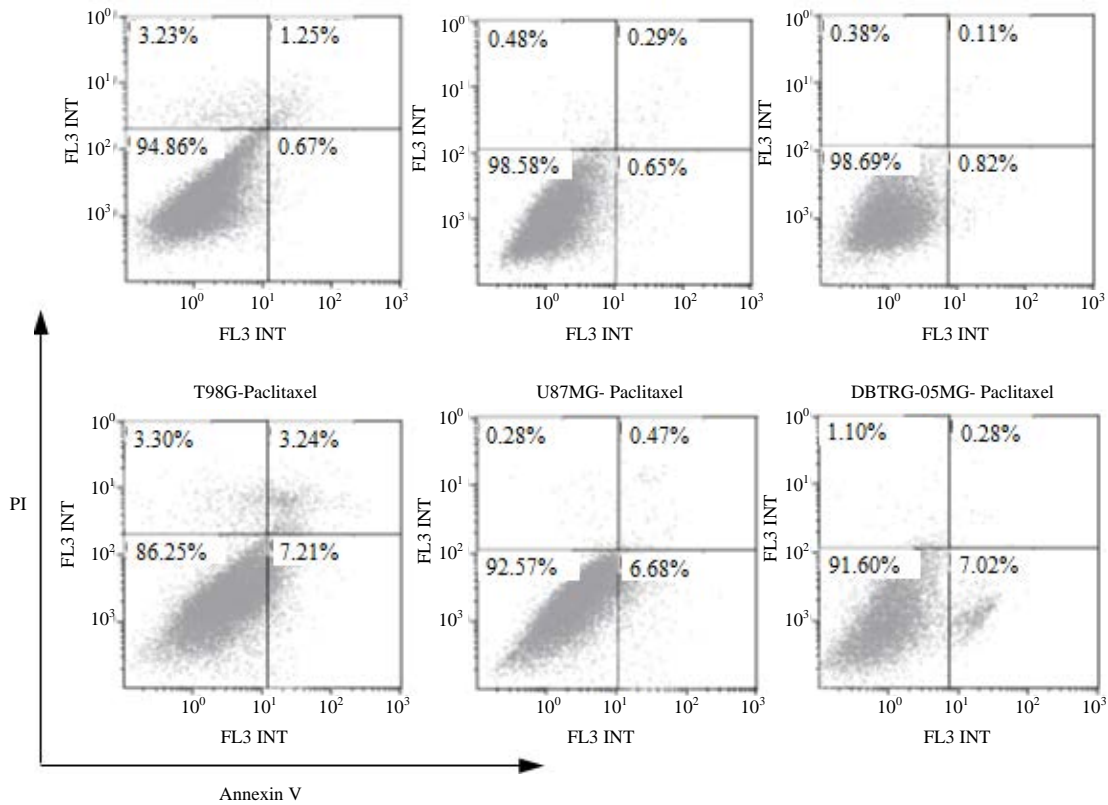 3.23% 1.25%
94.86% 0.67%
10⁰
10¹
10²
10³
FL3 INT
10⁰ 10¹ 10² 10³
FL3 INT
0.48% 0.29%
98.58% 0.65%
10⁰
10¹
10²
10³
FL3 INT
10⁰ 10¹ 10² 10³
FL3 INT
0.38% 0.11%
98.69% 0.82%
10⁰
10¹
10²
10³
FL3 INT
10⁰ 10¹ 10² 10³
FL3 INT
T98G-Paclitaxel
3.30% 3.24%
86.25% 7.21%
10⁰
10¹
10²
10³
FL3 INT
10⁰ 10¹ 10² 10³
FL3 INT
U87MG- Paclitaxel
0.28% 0.47%
92.57% 6.68%
10⁰
10¹
10²
10³
FL3 INT
10⁰ 10¹ 10² 10³
FL3 INT
DBTRG-05MG- Paclitaxel
1.10% 0.28%
91.60% 7.02%
10⁰
10¹
10²
10³
FL3 INT
10⁰ 10¹ 10² 10³
FL3 INT
PI
Annexin V